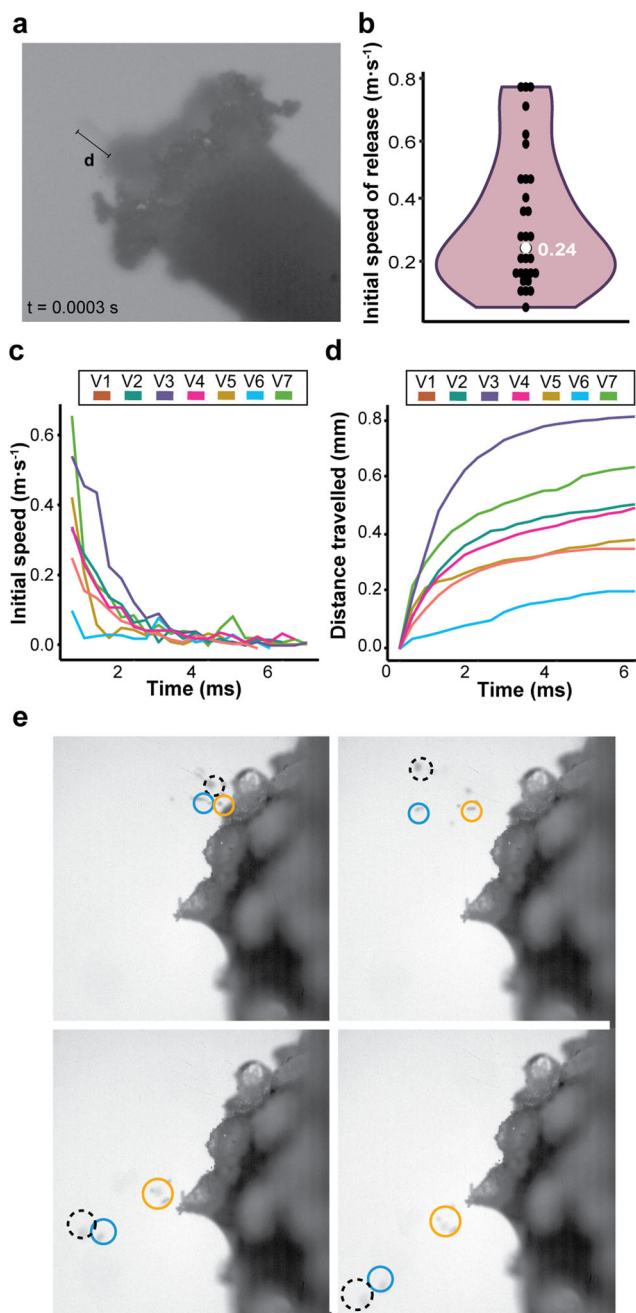 a
d
t = 0.0003 s
b
Initial speed of release (m·s⁻¹)
0.8
0.6
0.4
0.2
0.24
c
V1 V2 V3 V4 V5 V6 V7
Initial speed (m·s⁻¹)
0.6
0.4
0.2
0.0
2 4 6
Time (ms)
d
V1 V2 V3 V4 V5 V6 V7
Distance travelled (mm)
0.8
0.6
0.4
0.2
0.0
2 4 6
Time (ms)
e